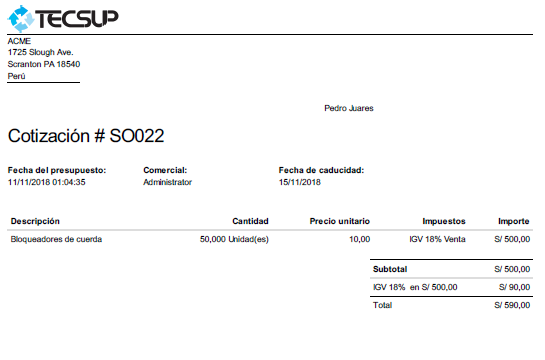 TECSUP
ACME
1725 Slough Ave.
Scranton PA 18540
Perú
Pedro Juares
Cotización # SO022
Fecha del presupuesto: Comercial: Fecha de caducidad:
11/11/2018 01:04:35 Administrator 15/11/2018
Descripción Cantidad Precio unitario Impuestos Importe
Bloqueadores de cuerda 50,000 Unidad(es) 10,00 IGV 18% Venta S/ 500,00
Subtotal S/ 500,00
IGV 18% en S/ 500,00 S/ 90,00
Total S/ 590,00